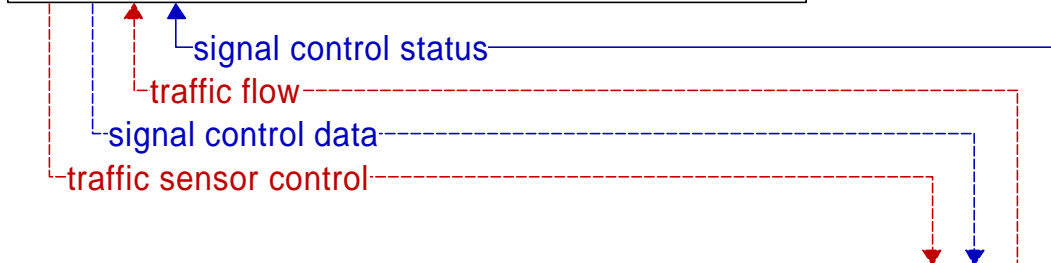 signal control status
traffic flow
signal control data
traffic sensor control